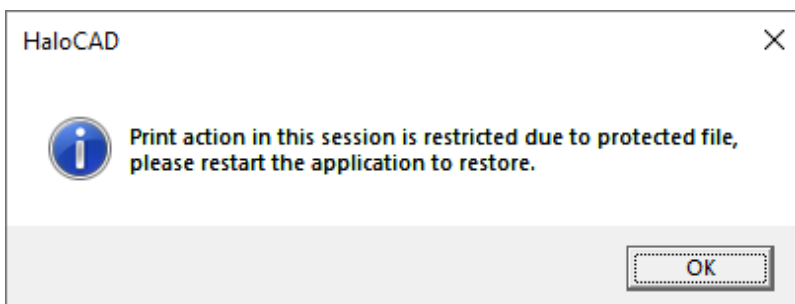 HaloCAD
Print action in this session is restricted due to protected file,
please restart the application to restore.
OK